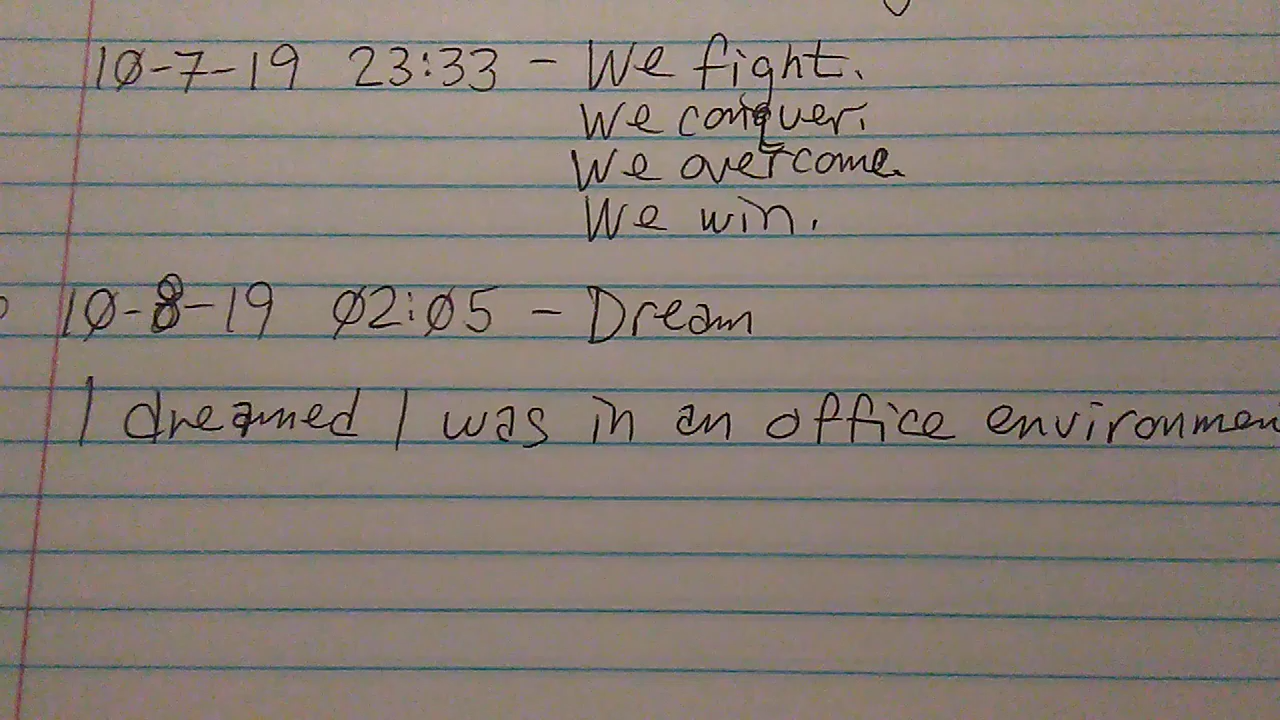 10-7-19 23:33 - We fight.
We conquer.
We overcome.
We win.
10-8-19 02:05 - Dream
I dreamed I was in an office environmen